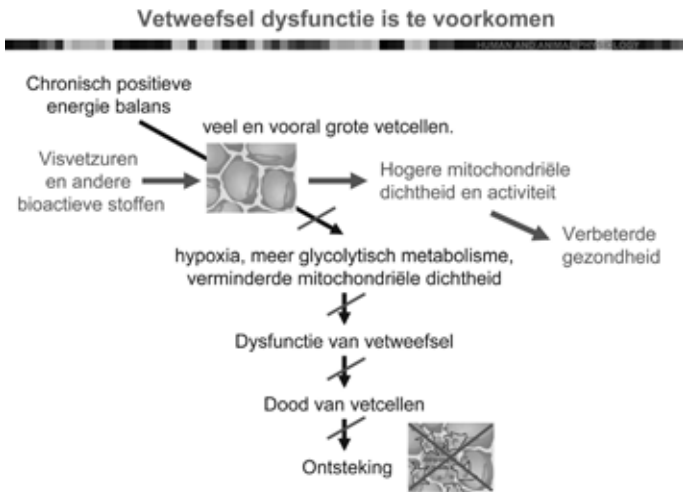 Vetweefsel dysfunctie is te voorkomen
HUMAN AND ANIMAL PHYSIOLOGY
Chronisch positieve
energie balans
veel en vooral grote vetcellen.
Visvetzuren
en andere
bioactieve stoffen
Hogere mitochondriële
dichtheid en activiteit
Verbeterde
gezondheid
hypoxia, meer glycolytisch metabolisme,
verminderde mitochondriële dichtheid
Dysfunctie van vetweefsel
Dood van vetcellen
Ontsteking